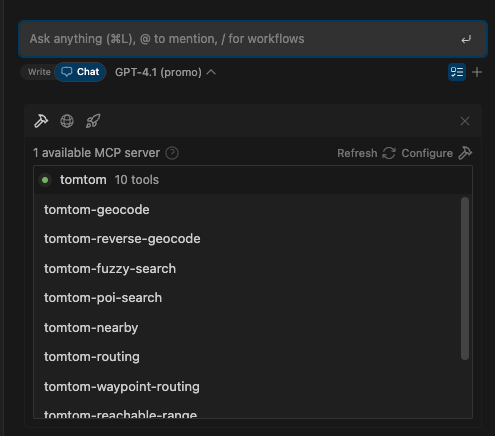 Ask anything (⌘L), @ to mention, / for workflows
Write Chat GPT-4.1 (promo)
1 available MCP server Refresh Configure
tomtom 10 tools
tomtom-geocode
tomtom-reverse-geocode
tomtom-fuzzy-search
tomtom-poi-search
tomtom-nearby
tomtom-routing
tomtom-waypoint-routing
tomtom-reachable-range